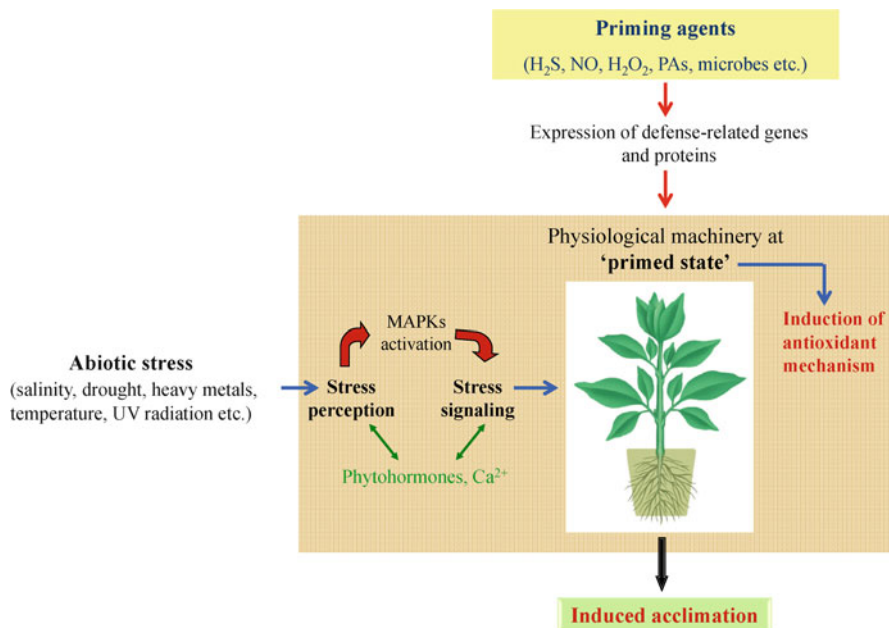 Priming agents
(H₂S, NO, H₂O₂, PAs, microbes etc.)
Expression of defense-related genes
and proteins
Physiological machinery at
‘primed state’
Induction of
antioxidant
mechanism
MAPKs
activation
Abiotic stress
(salinity, drought, heavy metals,
temperature, UV radiation etc.)
Stress
perception
Stress
signaling
Phytohormones, Ca²⁺
Induced acclimation